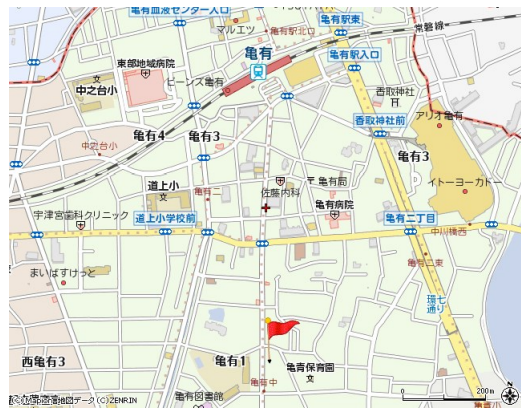 亀有血液センター入口
マルエツ
亀有駅北口
亀有駅東
常磐線
亀有
東部地域病院
亀有駅入口
中之台小
ビーンズ亀有
香取神社
アリオ亀有
亀有4
亀有3
香取神社前
中之台小
亀有3
道上小
亀有二
佐藤内科
亀有局
イトーヨーカドー
宇津宮歯科クリニック
道上小学校前
亀有病院
亀有二丁目
中川橋西
まいばすけっと
亀有二東
環七通り
西亀有3
亀有1
亀青保育園
亀有図書館
亀有中
0
200m
N
(C)ZENRIN